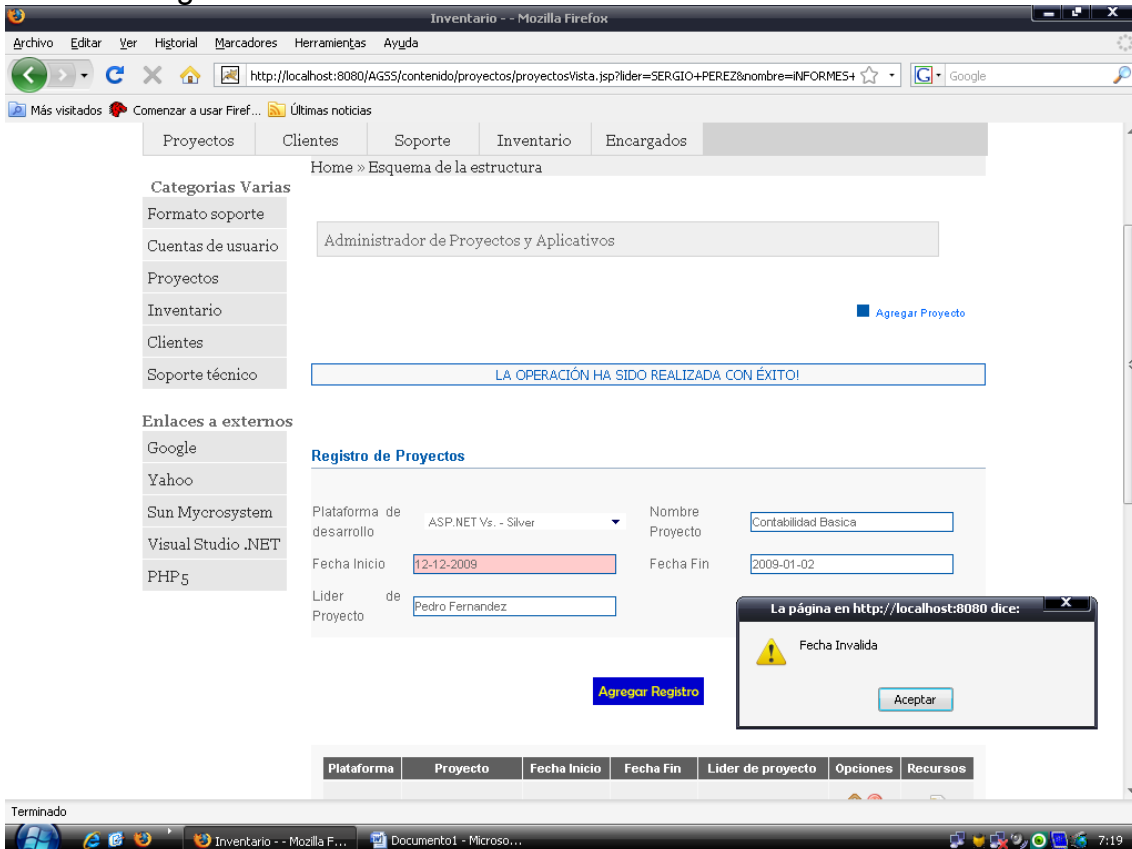 Inventario - - Mozilla Firefox
Archivo Editar Ver Historial Marcadores Herramientas Ayuda
http://localhost:8080/AGSS/contenido/proyectos/proyectosVista.jsp?lider=SERGIO+PEREZ&nombre=iNFORMES+
G Google
Más visitados Comenzar a usar Firef... Últimas noticias
Proyectos Clientes Soporte Inventario Encargados
Home » Esquema de la estructura
Categorias Varias
Formato soporte
Cuentas de usuario
Proyectos
Inventario
Clientes
Soporte técnico
Enlaces a externos
Google
Yahoo
Sun Mycrosystem
Visual Studio .NET
PHP5
Administrador de Proyectos y Aplicativos
Agregar Proyecto
LA OPERACIÓN HA SIDO REALIZADA CON ÉXITO!
Registro de Proyectos
Plataforma de desarrollo ASP.NET Vs. - Silver
Nombre Proyecto Contabilidad Basica
Fecha Inicio 12-12-2009
Fecha Fin 2009-01-02
Lider de Proyecto Pedro Fernandez
La página en http://localhost:8080 dice: X
Fecha Invalida
Aceptar
Agregar Registro
Plataforma Proyecto Fecha Inicio Fecha Fin Lider de proyecto Opciones Recursos
Terminado
Inventario - - Mozilla F... Documento1 - Microso... 7:19